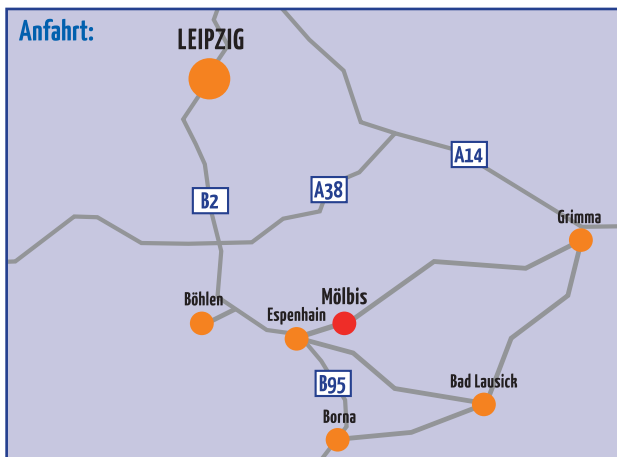 Anfahrt:
LEIPZIG
A14
A38
B2
Grimma
Böhlen
Mölbis
Espenhain
B95
Bad Lausick
Borna